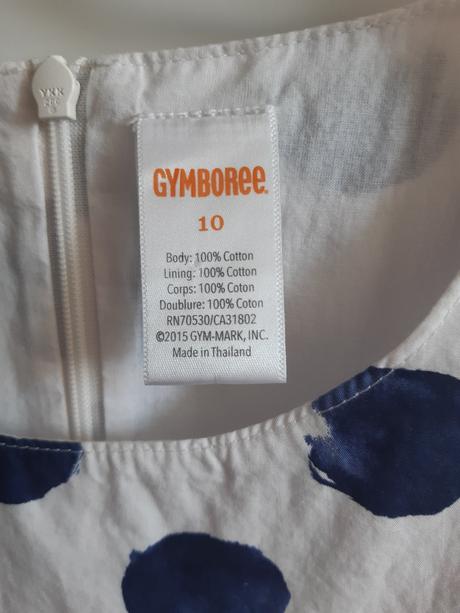 YKK
GYMBOREE
10
Body: 100% Cotton
Lining: 100% Cotton
Corps: 100% Coton
Doublure: 100% Coton
RN70530/CA31802
©2015 GYM-MARK, INC.
Made in Thailand